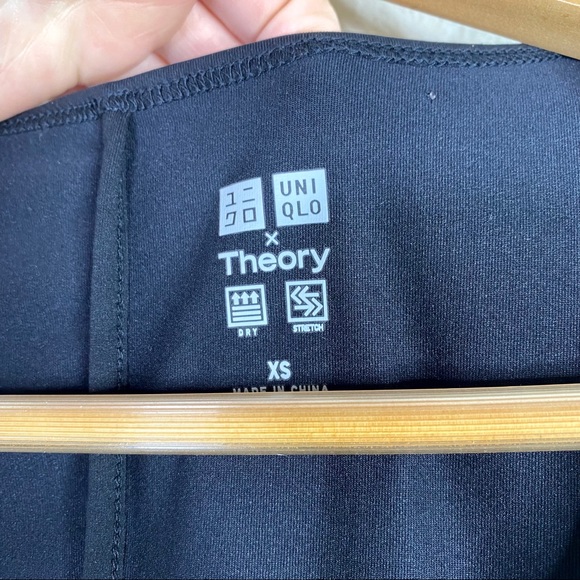 ユニ UNI
クロ QLO
×
Theory
DRY STRETCH
XS
MADE IN CHINA